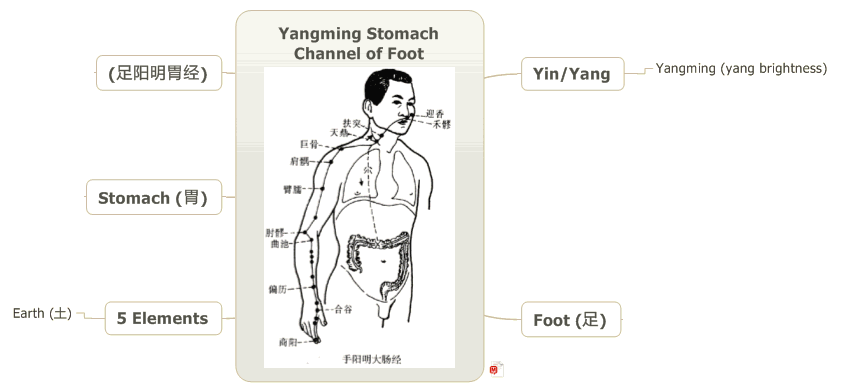 Yangming Stomach
Channel of Foot
(足阳明胃经)
Yin/Yang
Yangming (yang brightness)
Stomach (胃)
5 Elements
Earth (土)
Foot (足)
迎香
禾髎
扶突
天鼎
巨骨
肩髃
臂臑
肘髎
曲池
偏历
合谷
商阳
手阳明大肠经